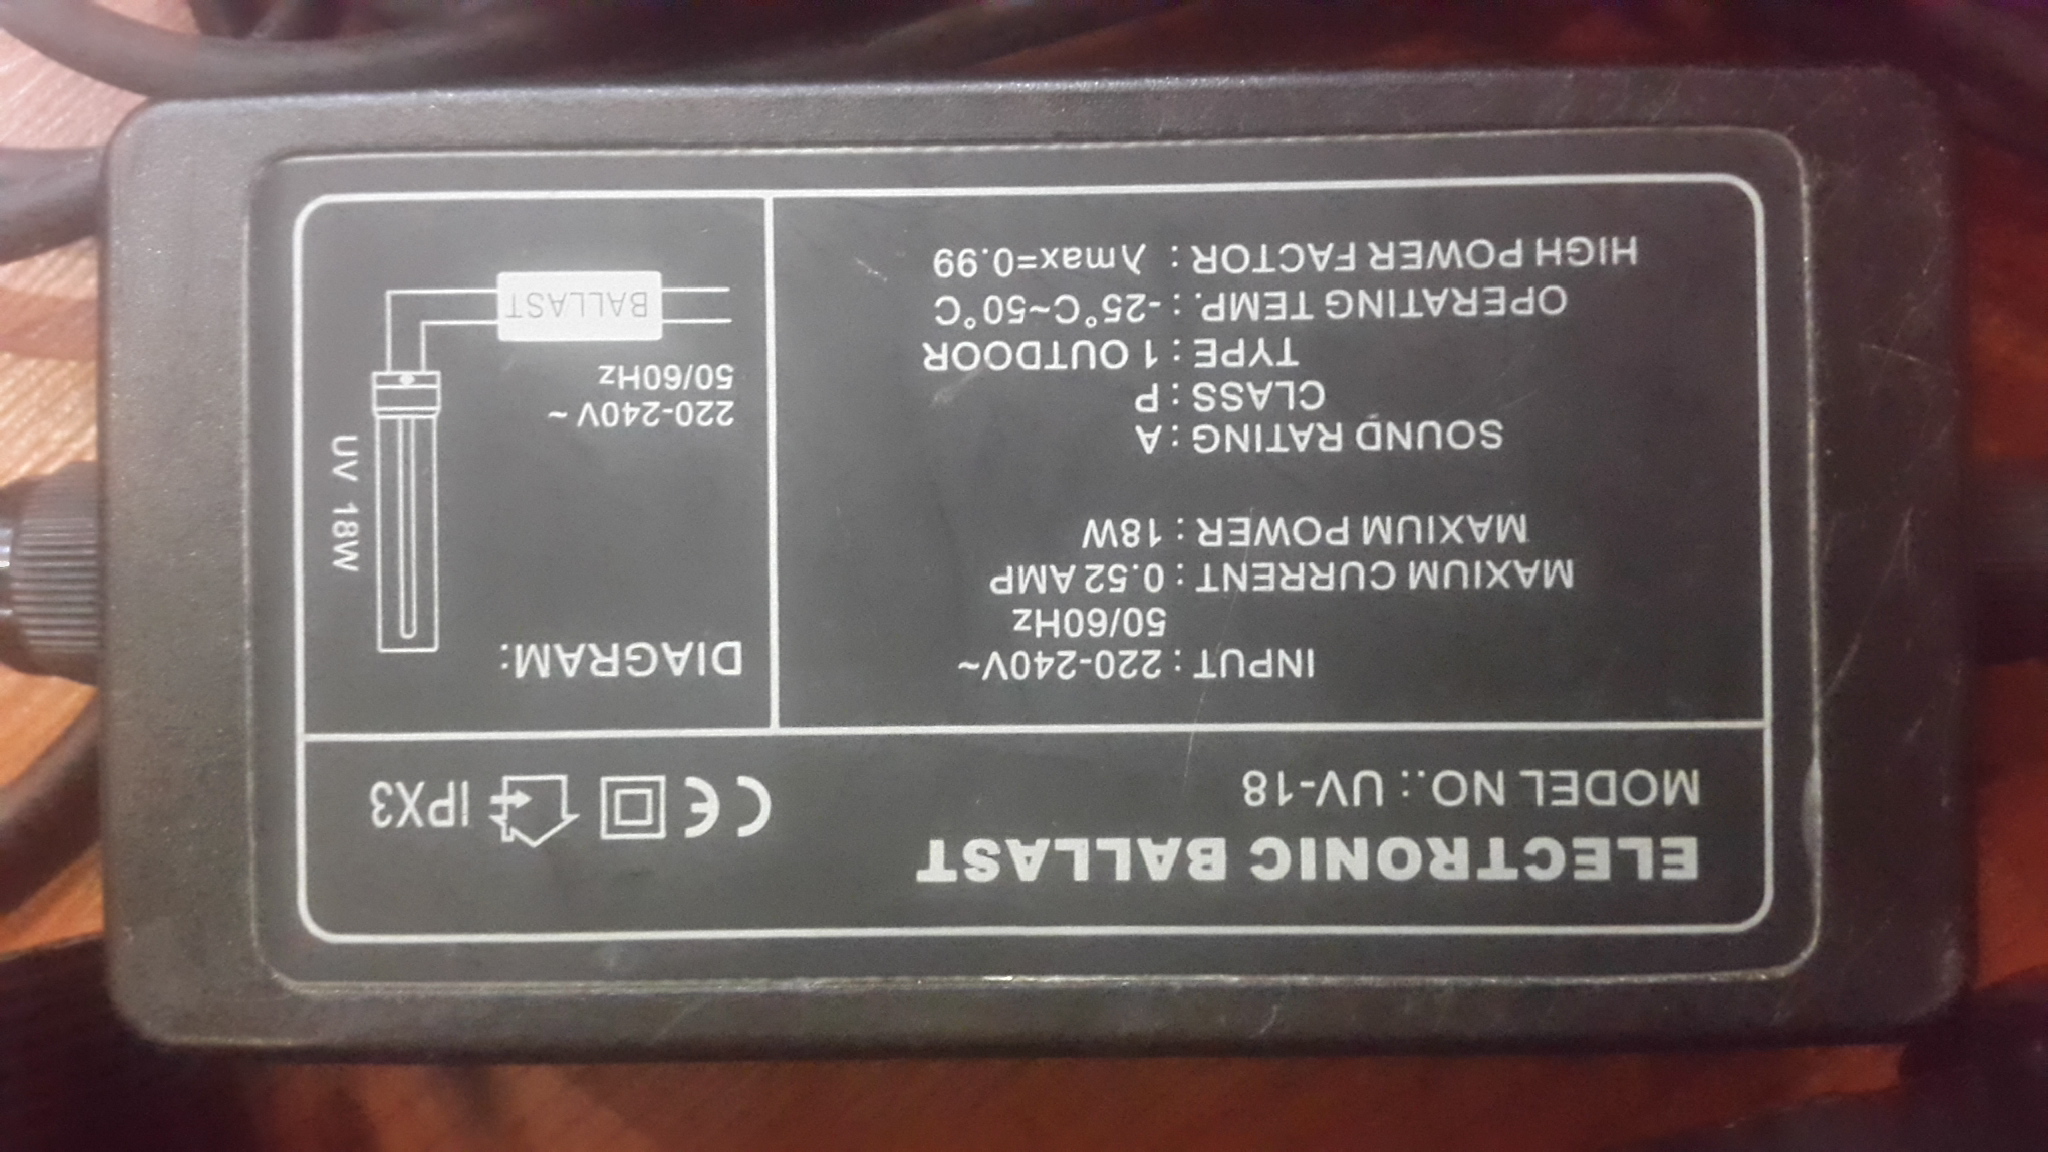 ELECTRONIC BALLAST
MODEL NO.: UV-18
CE IPX3
INPUT : 220-240V~
50/60Hz
MAXIUM CURRENT : 0.52 AMP
MAXIUM POWER : 18W
SOUND RATING : A
CLASS : P
TYPE : 1 OUTDOOR
OPERATING TEMP. : -25°C~50°C
HIGH POWER FACTOR : λmax=0.99
DIAGRAM:
UV 18W
220-240V ~
50/60Hz
BALLAST